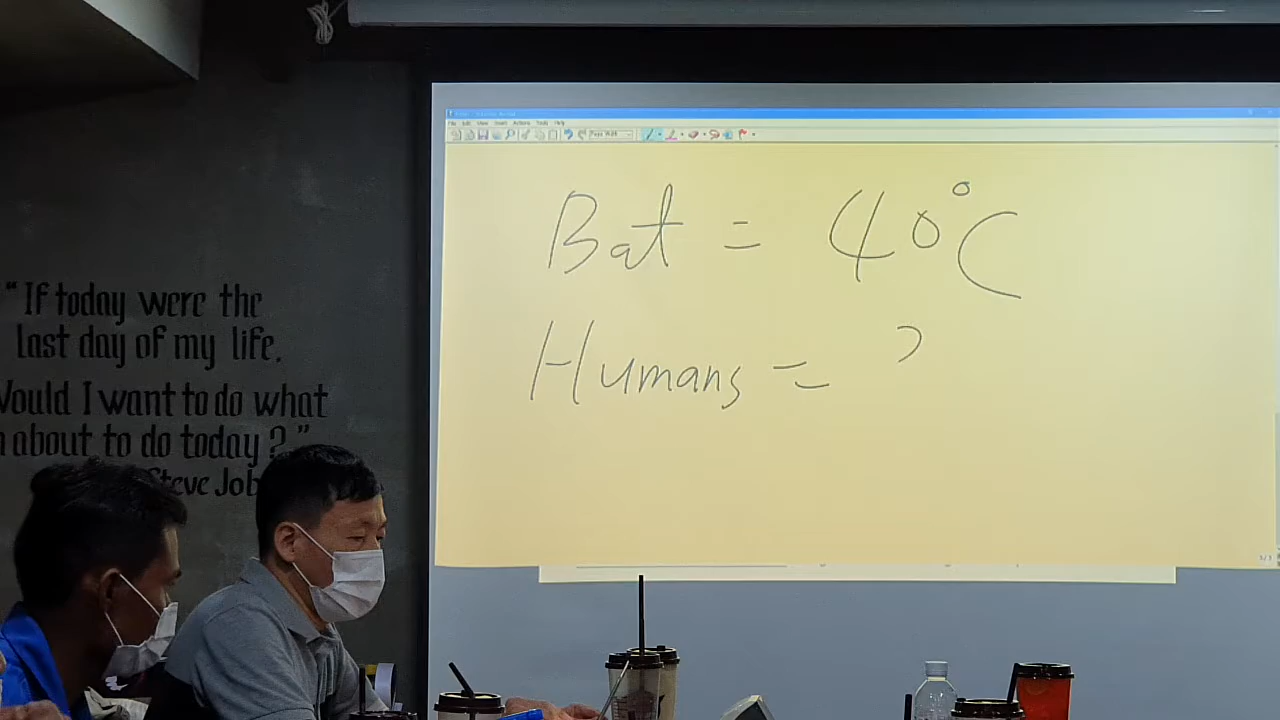 Bat = 40°C
Humans = ?
"If today were the
last day of my life,
Would I want to do what
about to do today?"
Steve Job